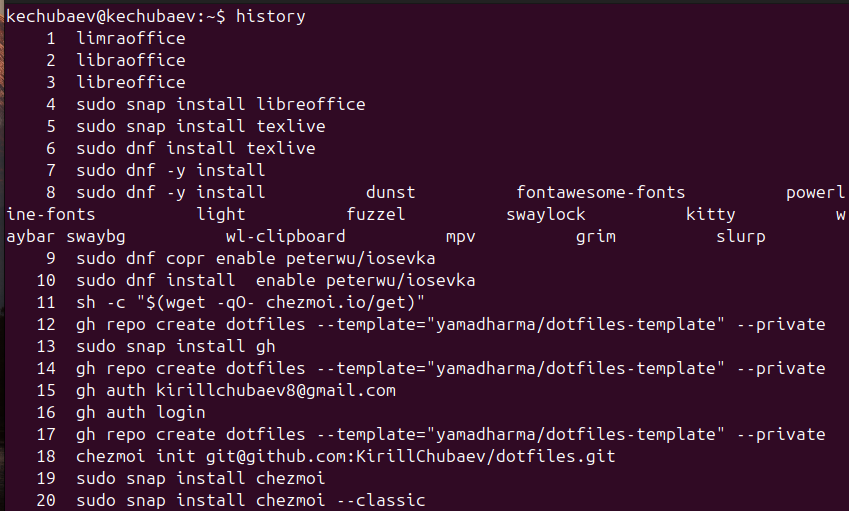 kechubaev@kechubaev:~$ history
    1  limraoffice
    2  libraoffice
    3  libreoffice
    4  sudo snap install libreoffice
    5  sudo snap install texlive
    6  sudo dnf install texlive
    7  sudo dnf -y install
    8  sudo dnf -y install          dunst          fontawesome-fonts          powerl
ine-fonts          light          fuzzel          swaylock          kitty          w
aybar swaybg          wl-clipboard          mpv          grim          slurp
    9  sudo dnf copr enable peterwu/iosevka
   10  sudo dnf install  enable peterwu/iosevka
   11  sh -c "$(wget -qO- chezmoi.io/get)"
   12  gh repo create dotfiles --template="yamadharma/dotfiles-template" --private
   13  sudo snap install gh
   14  gh repo create dotfiles --template="yamadharma/dotfiles-template" --private
   15  gh auth kirillchubaev8@gmail.com
   16  gh auth login
   17  gh repo create dotfiles --template="yamadharma/dotfiles-template" --private
   18  chezmoi init git@github.com:KirillChubaev/dotfiles.git
   19  sudo snap install chezmoi
   20  sudo snap install chezmoi --classic